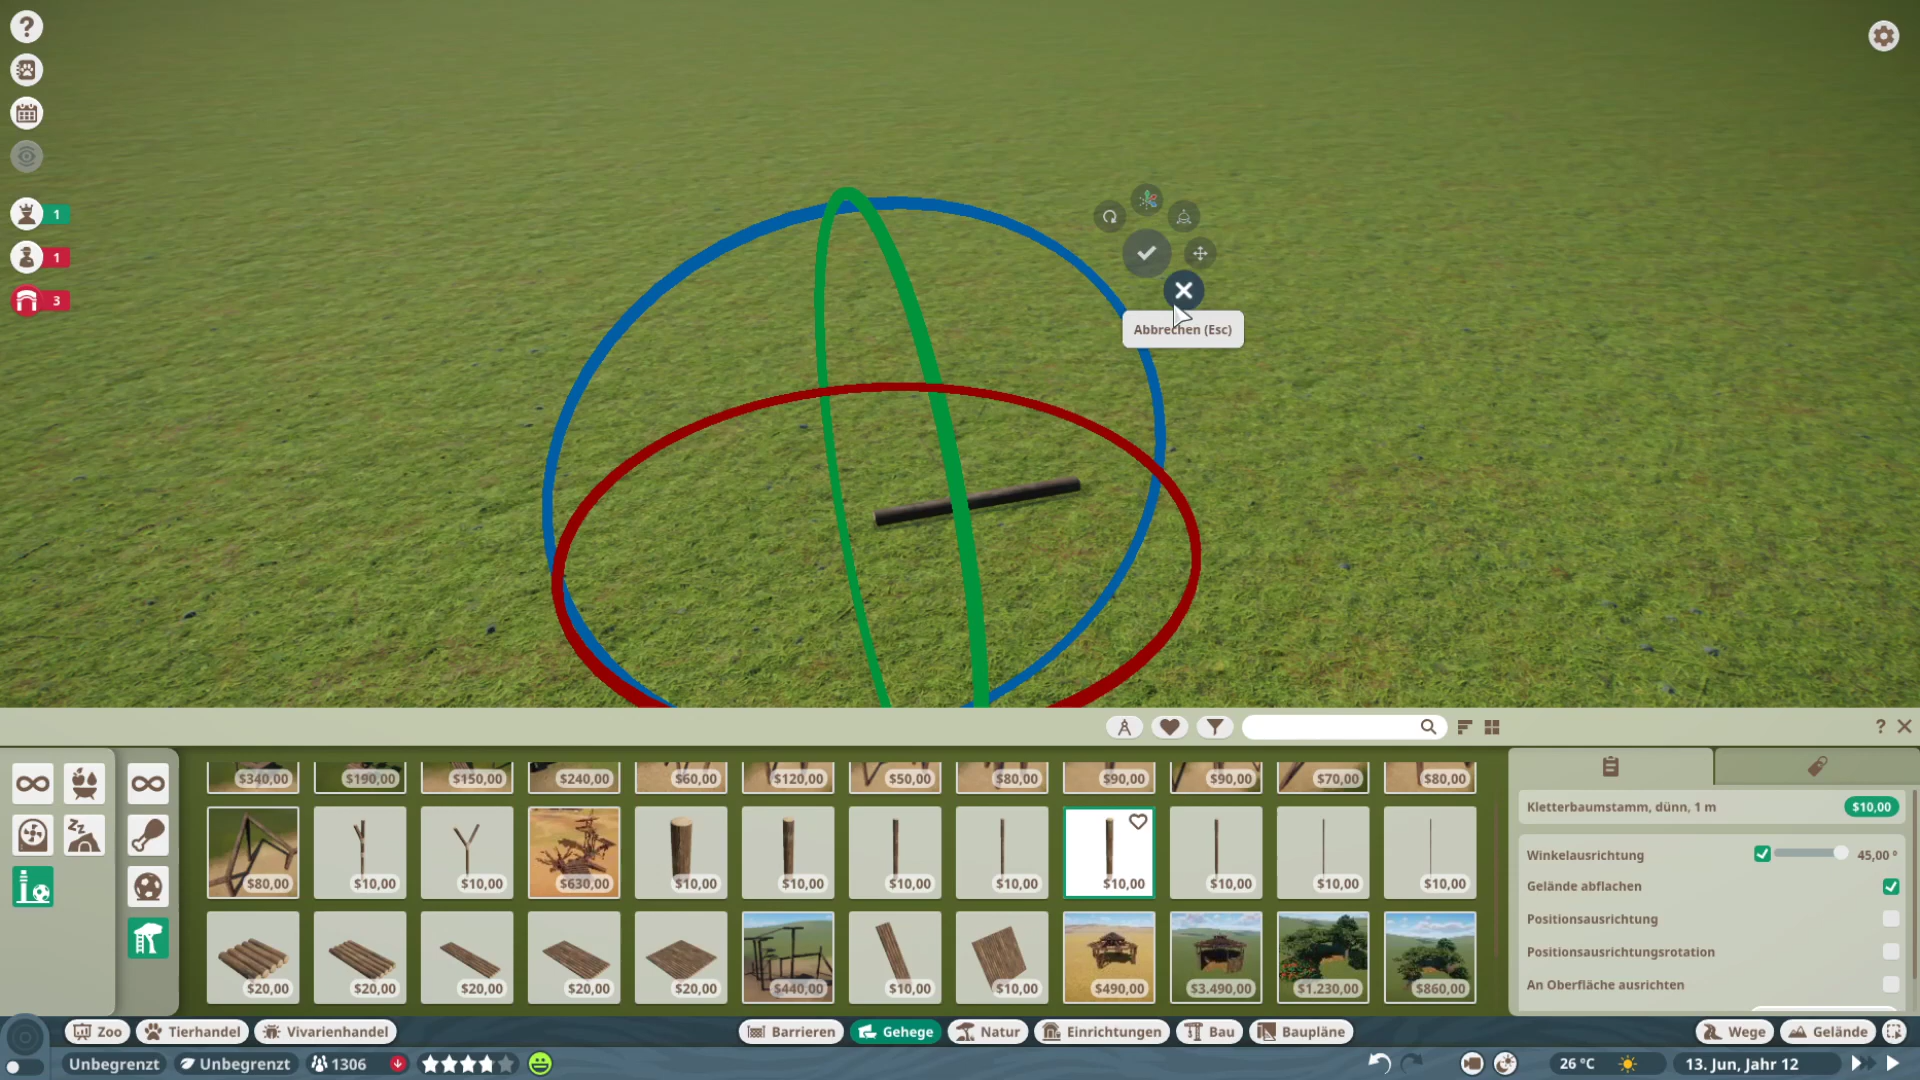 ?
1
1
3
Abbrechen (Esc)
?
$340,00 $190,00 $150,00 $240,00 $60,00 $120,00 $50,00 $80,00 $90,00 $90,00 $70,00 $80,00
$80,00 $10,00 $10,00 $630,00 $10,00 $10,00 $10,00 $10,00 $10,00 $10,00 $10,00 $10,00
$20,00 $20,00 $20,00 $20,00 $20,00 $440,00 $10,00 $10,00 $490,00 $3.490,00 $1.230,00 $860,00
Kletterbaumstamm, dünn, 1 m $10,00
Winkelausrichtung 45,00 °
Gelände abflachen
Positionsausrichtung
Positionsausrichtungsrotation
An Oberfläche ausrichten
Zoo Tierhandel Vivarienhandel Barrieren Gehege Natur Einrichtungen Bau Baupläne Wege Gelände
Unbegrenzt Unbegrenzt 1306 26 °C 13. Jun, Jahr 12